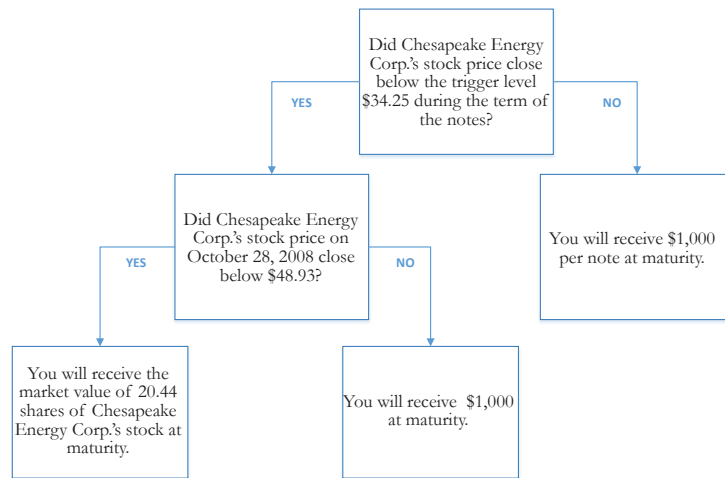 Did Chesapeake Energy
Corp.'s stock price close
below the trigger level
$34.25 during the term of
the notes?
YES
NO
Did Chesapeake Energy
Corp.'s stock price on
October 28, 2008 close
below $48.93?
You will receive $1,000
per note at maturity.
YES
NO
You will receive the
market value of 20.44
shares of Chesapeake
Energy Corp.'s stock at
maturity.
You will receive $1,000
at maturity.